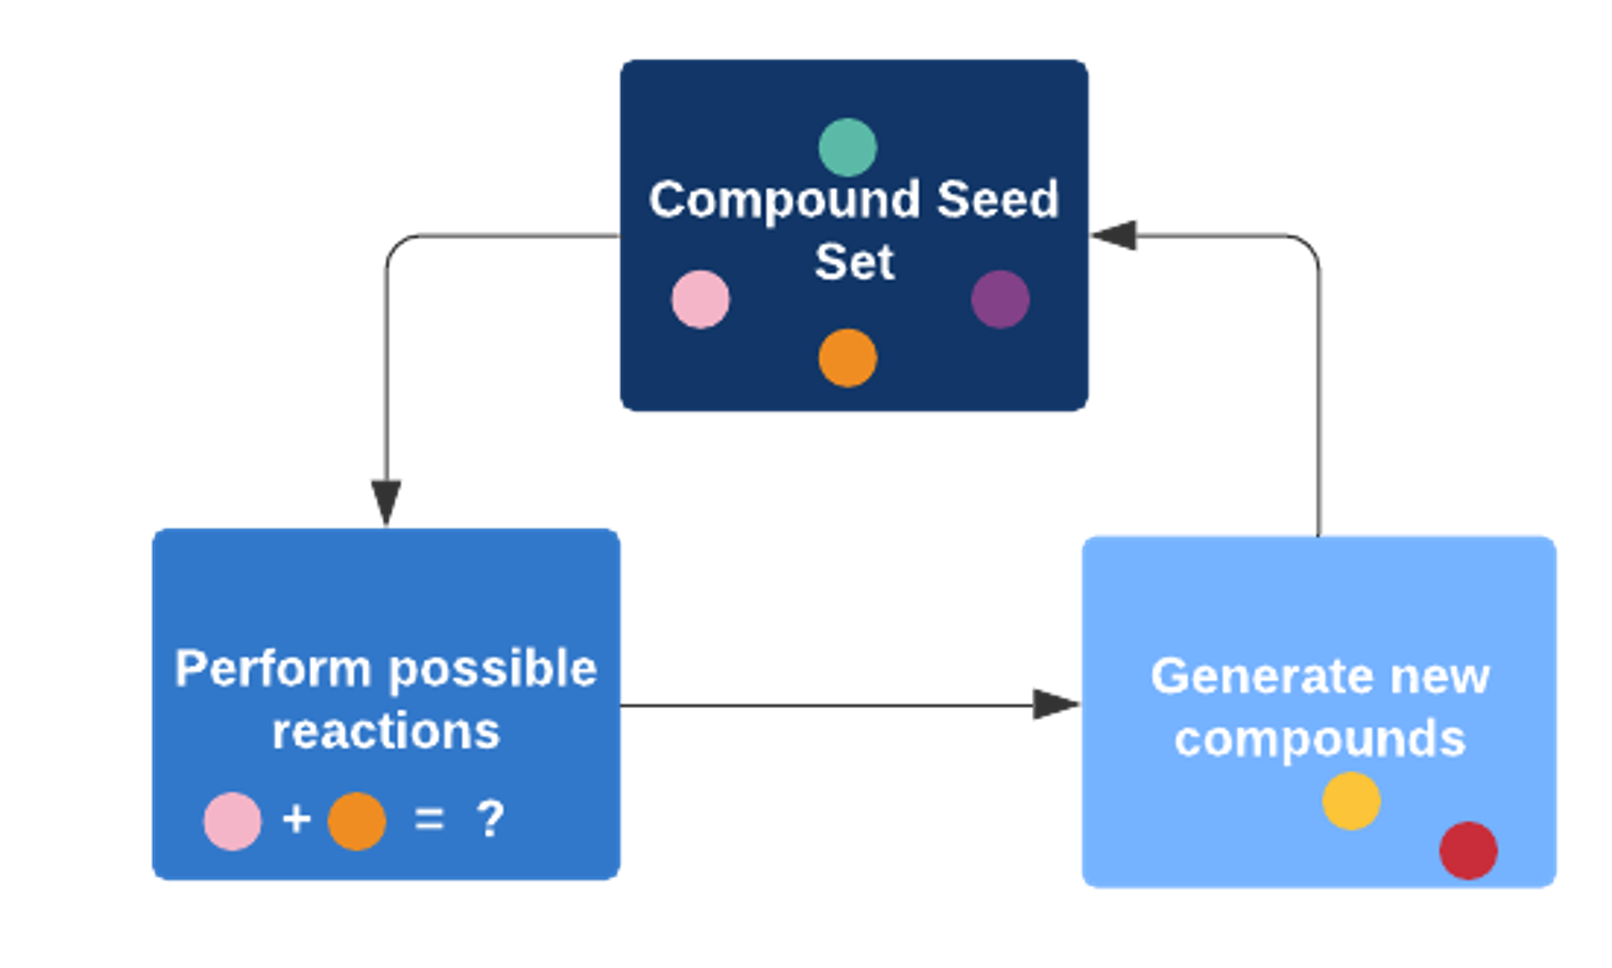 Compound Seed
Set
Perform possible
reactions
+ = ?
Generate new
compounds